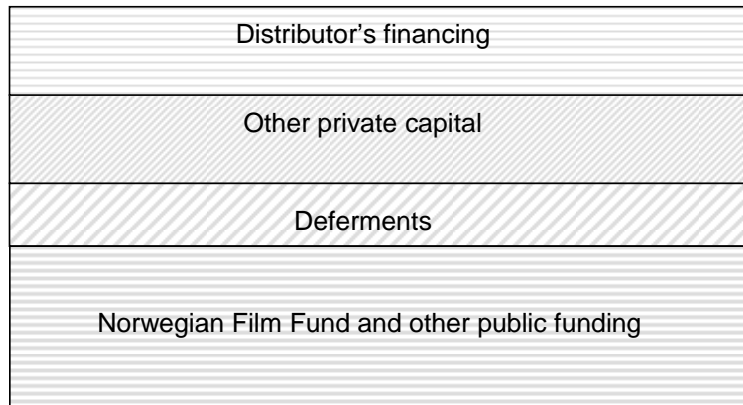 Distributor’s financing
Other private capital
Deferments
Norwegian Film Fund and other public funding